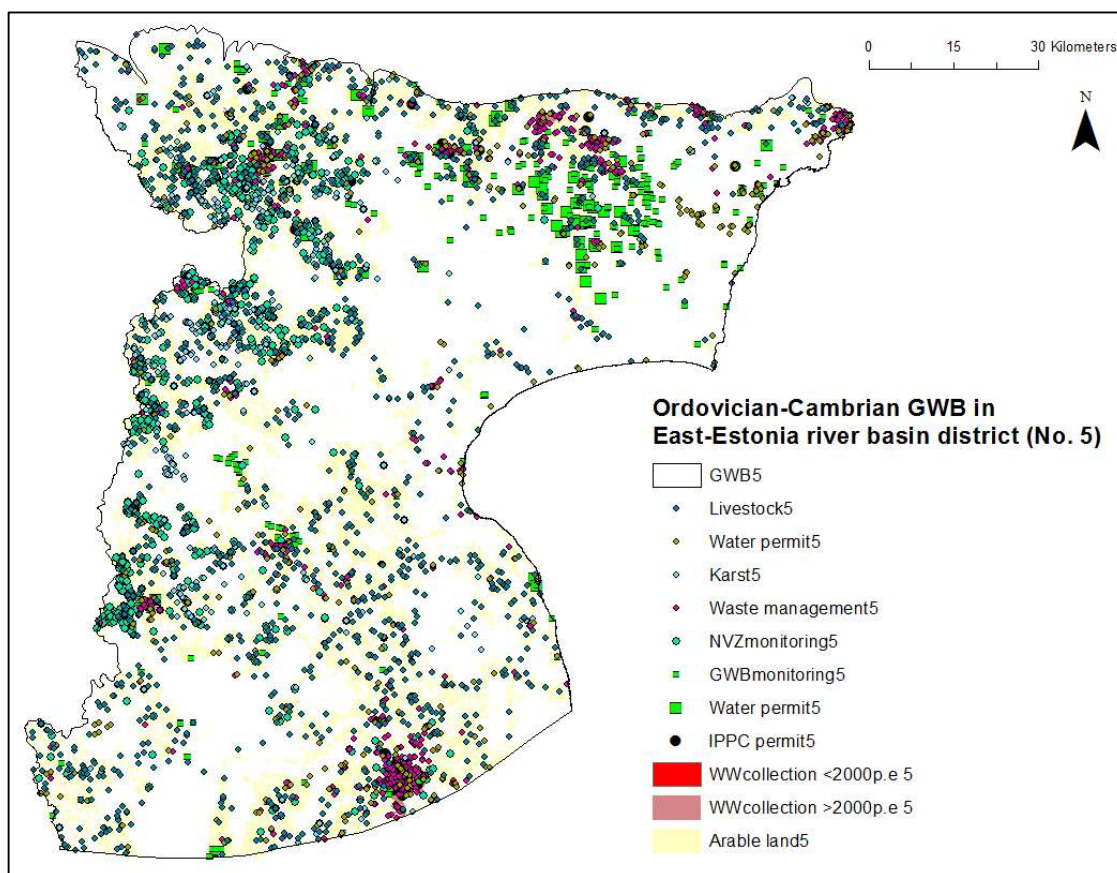 0 15 30 Kilometers
N
Ordovician-Cambrian GWB in
East-Estonia river basin district (No. 5)
GWB5
Livestock5
Water permit5
Karst5
Waste management5
NVZmonitoring5
GWBmonitoring5
Water permit5
IPPC permit5
WWcollection <2000p.e 5
WWcollection >2000p.e 5
Arable land5